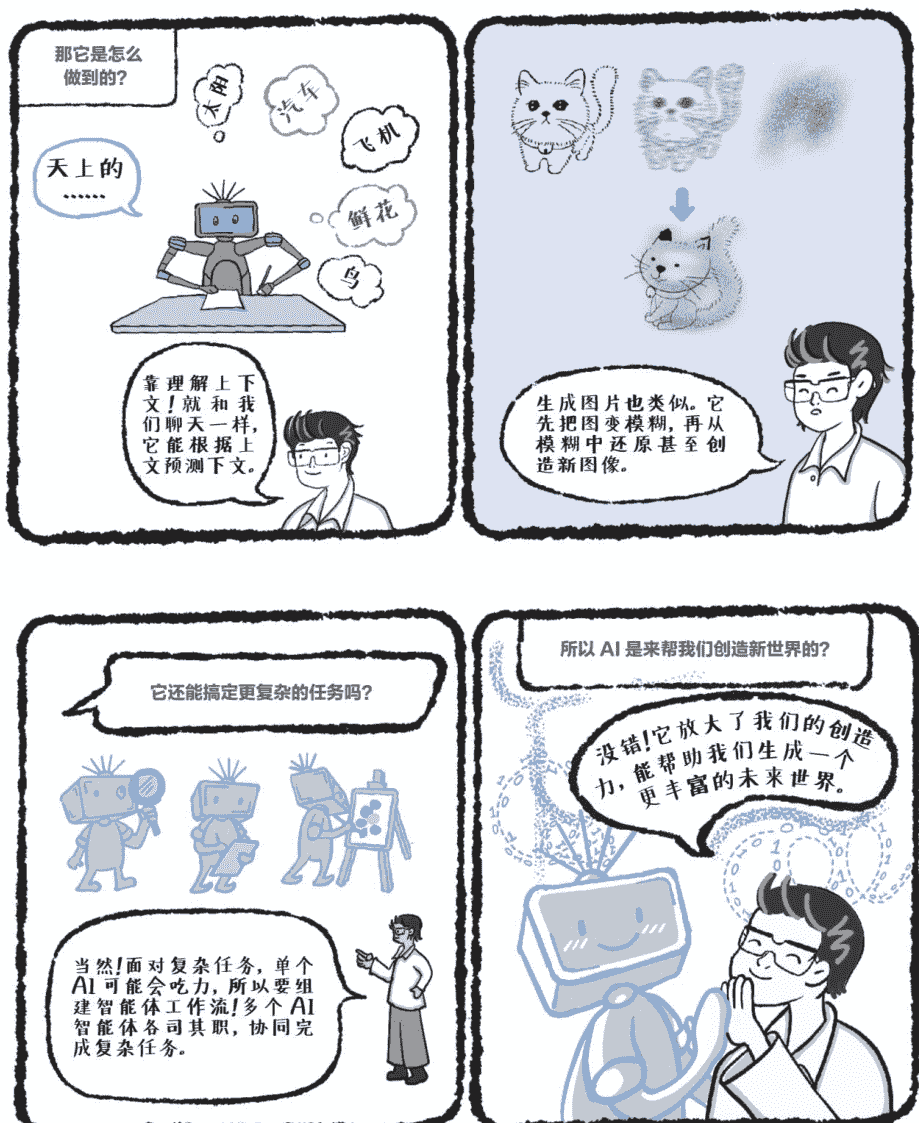 那它是怎么
做到的？
太阳
汽车
飞机
天上的
……
鲜花
鸟
靠理解上下
文！就和我
们聊天一样，
它能根据上
文预测下文。
生成图片也类似。它
先把图变模糊，再从
模糊中还原甚至创
造新图像。
它还能搞定更复杂的任务吗？
当然！面对复杂任务，单个
AI 可能会吃力，所以要组
建智能体工作流！多个 AI
智能体各司其职，协同完
成复杂任务。
所以 AI 是来帮我们创造新世界的？
没错！它放大了我们的创造
力，能帮助我们生成一个
更丰富的未来世界。